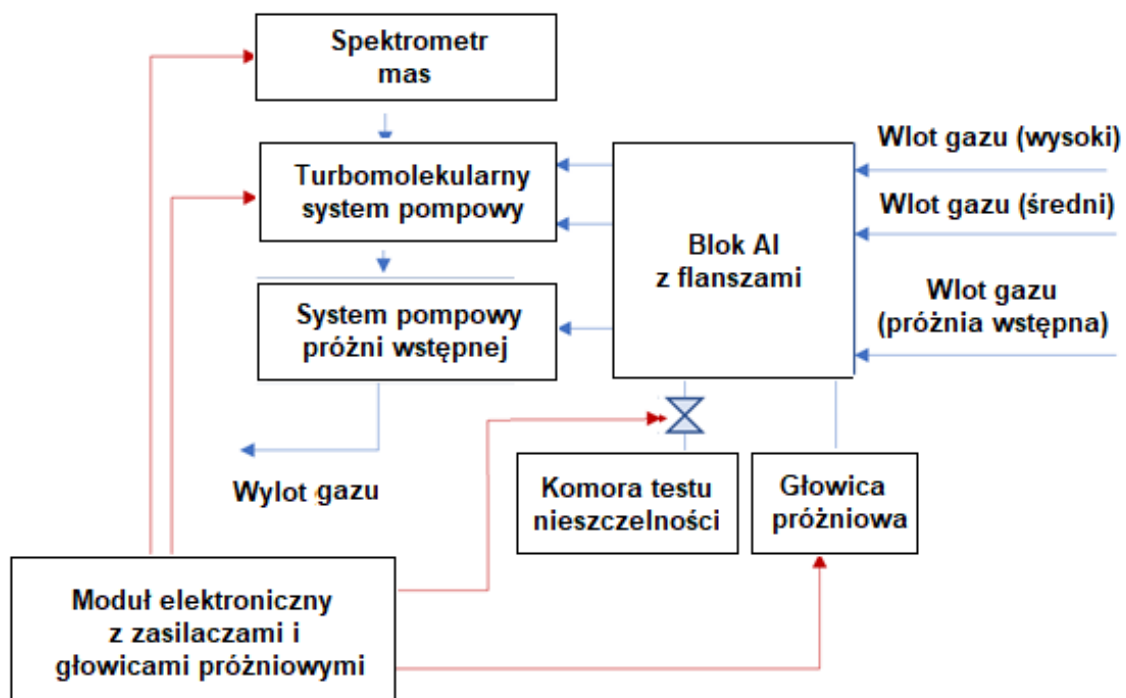 Spektrometr
mas
Wlot gazu (wysoki)
Turbomolekularny
system pompowy
Wlot gazu (średni)
Blok Al
z flanszami
Wlot gazu
(próżnia wstępna)
System pompowy
próżni wstępnej
Wylot gazu
Komora testu
nieszczelności
Głowica
próżniowa
Moduł elektroniczny
z zasilaczami i
głowicami próżniowymi